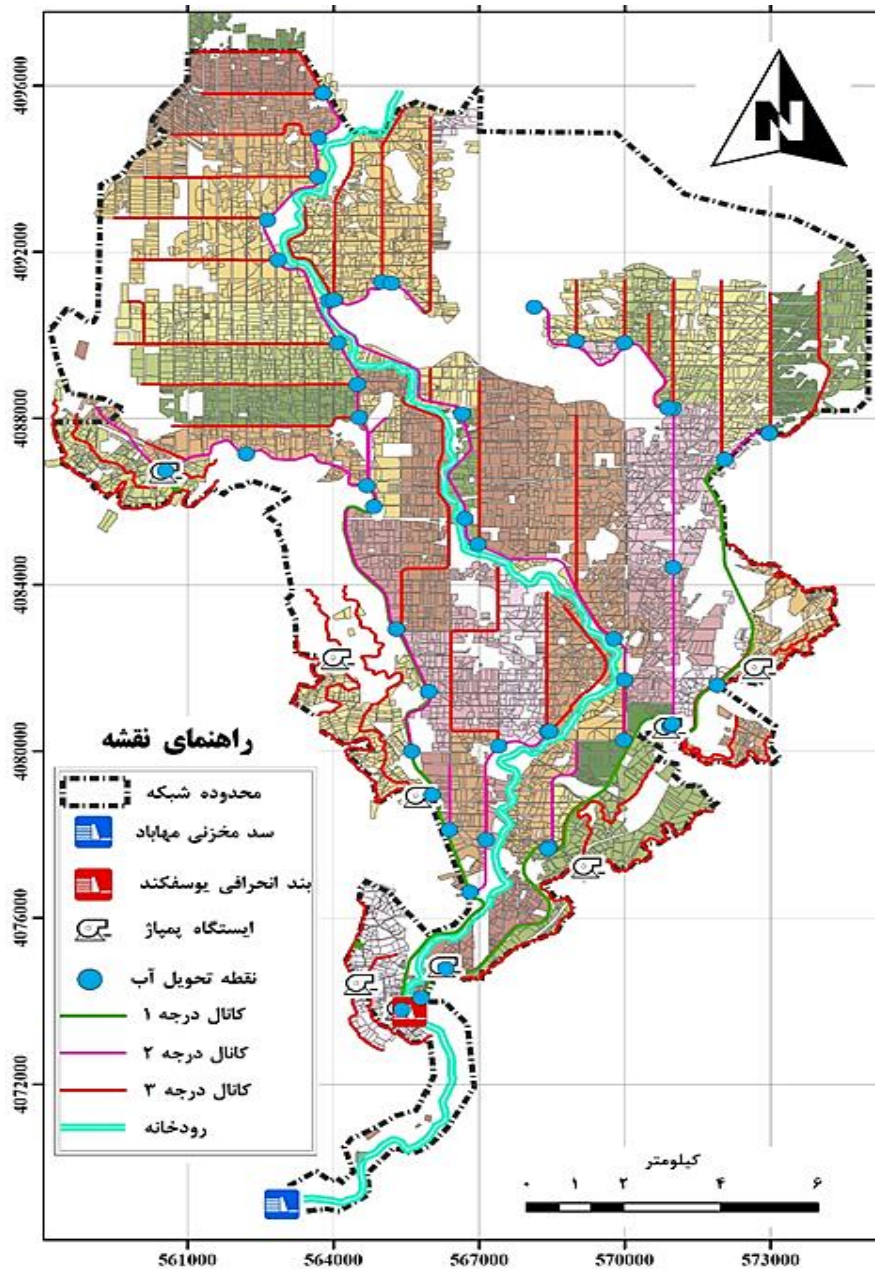 N
4096000
4092000
4088000
4084000
4080000
4076000
4072000
راهنمای نقشه
محدوده شبکه
سد مخزنی مهاباد
بند انحرافی یوسفکند
ایستگاه پمپاژ
نقطه تحویل آب
کانال درجه ۱
کانال درجه ۲
کانال درجه ۳
رودخانه
کیلومتر
۰ ۱ ۲ ۴ ۶
561000 564000 567000 570000 573000